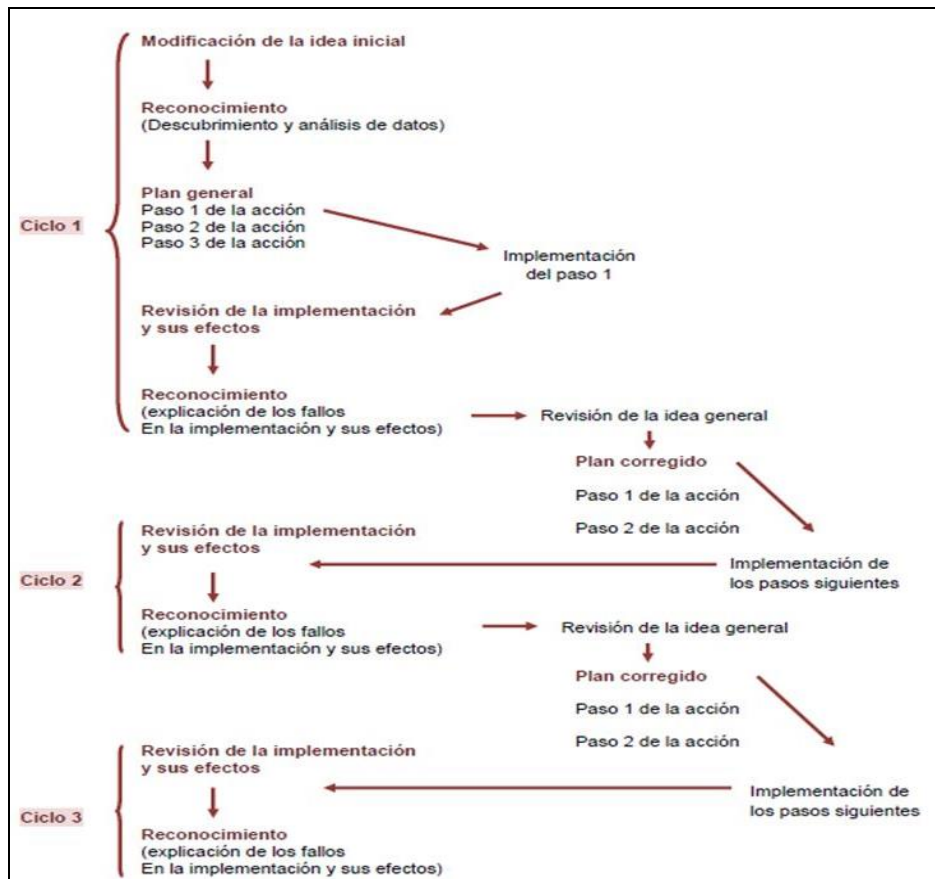 Modificación de la idea inicial
Reconocimiento
(Descubrimiento y análisis de datos)
Plan general
Ciclo 1
Paso 1 de la acción
Paso 2 de la acción
Paso 3 de la acción
Implementación
del paso 1
Revisión de la implementación
y sus efectos
Reconocimiento
(explicación de los fallos
En la implementación y sus efectos)
Revisión de la idea general
Plan corregido
Paso 1 de la acción
Paso 2 de la acción
Implementación de
los pasos siguientes
Ciclo 2
Revisión de la implementación
y sus efectos
Reconocimiento
(explicación de los fallos
En la implementación y sus efectos)
Revisión de la idea general
Plan corregido
Paso 1 de la acción
Paso 2 de la acción
Implementación de
los pasos siguientes
Ciclo 3
Revisión de la implementación
y sus efectos
Reconocimiento
(explicación de los fallos
En la implementación y sus efectos)